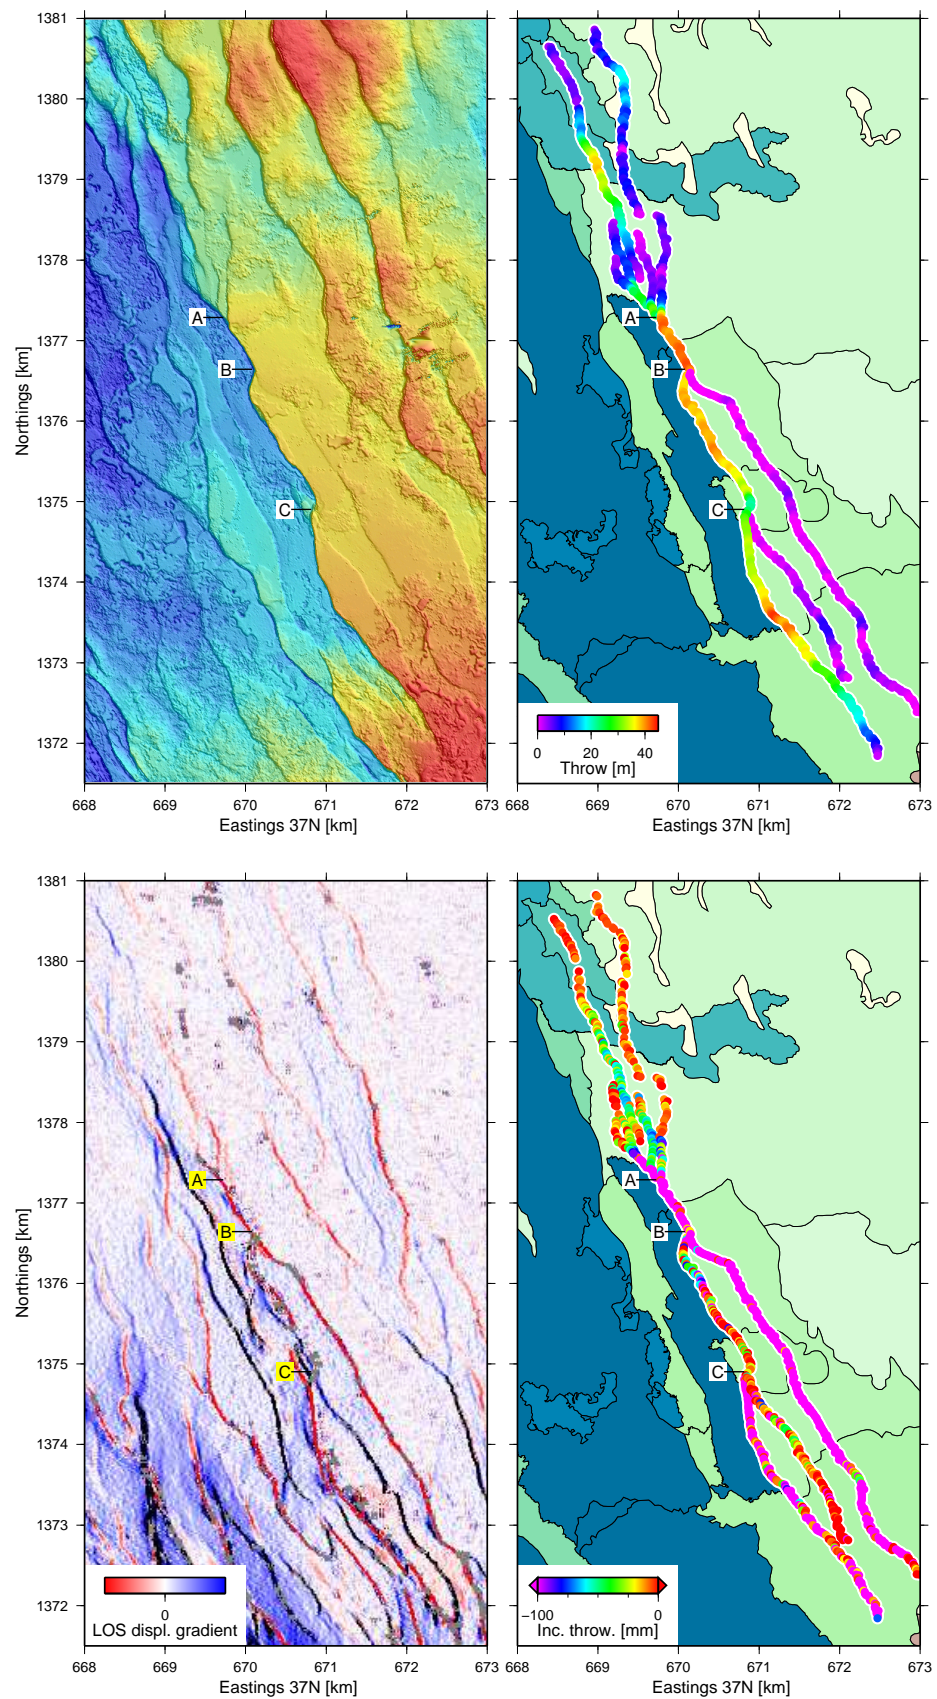 1381
1380
1379
1378
1377
1376
1375
1374
1373
1372
Northings [km]
A
B
C
668 669 670 671 672 673
Eastings 37N [km]
A
B
C
0 20 40
Throw [m]
668 669 670 671 672 673
Eastings 37N [km]
1381
1380
1379
1378
1377
1376
1375
1374
1373
1372
Northings [km]
A
B
C
0
LOS displ. gradient
668 669 670 671 672 673
Eastings 37N [km]
A
B
C
−100 0
Inc. throw. [mm]
668 669 670 671 672 673
Eastings 37N [km]